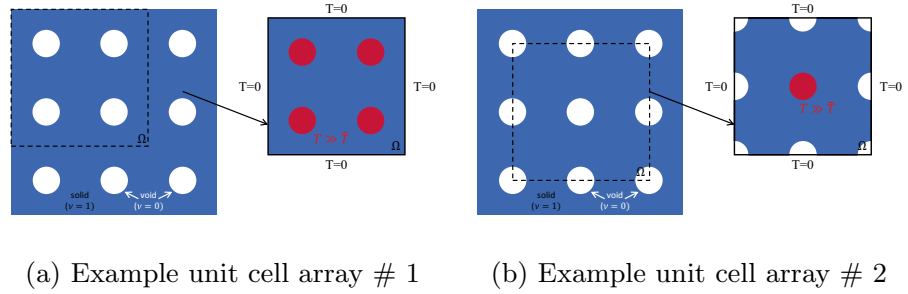 T=0
T=0
T=0
T ≫ T̄
Ω
Ω
T=0
solid
(ν = 1)
void
(ν = 0)
T=0
T=0
T=0
T ≫ T̄
Ω
Ω
T=0
solid
(ν = 1)
void
(ν = 0)
(a) Example unit cell array # 1
(b) Example unit cell array # 2